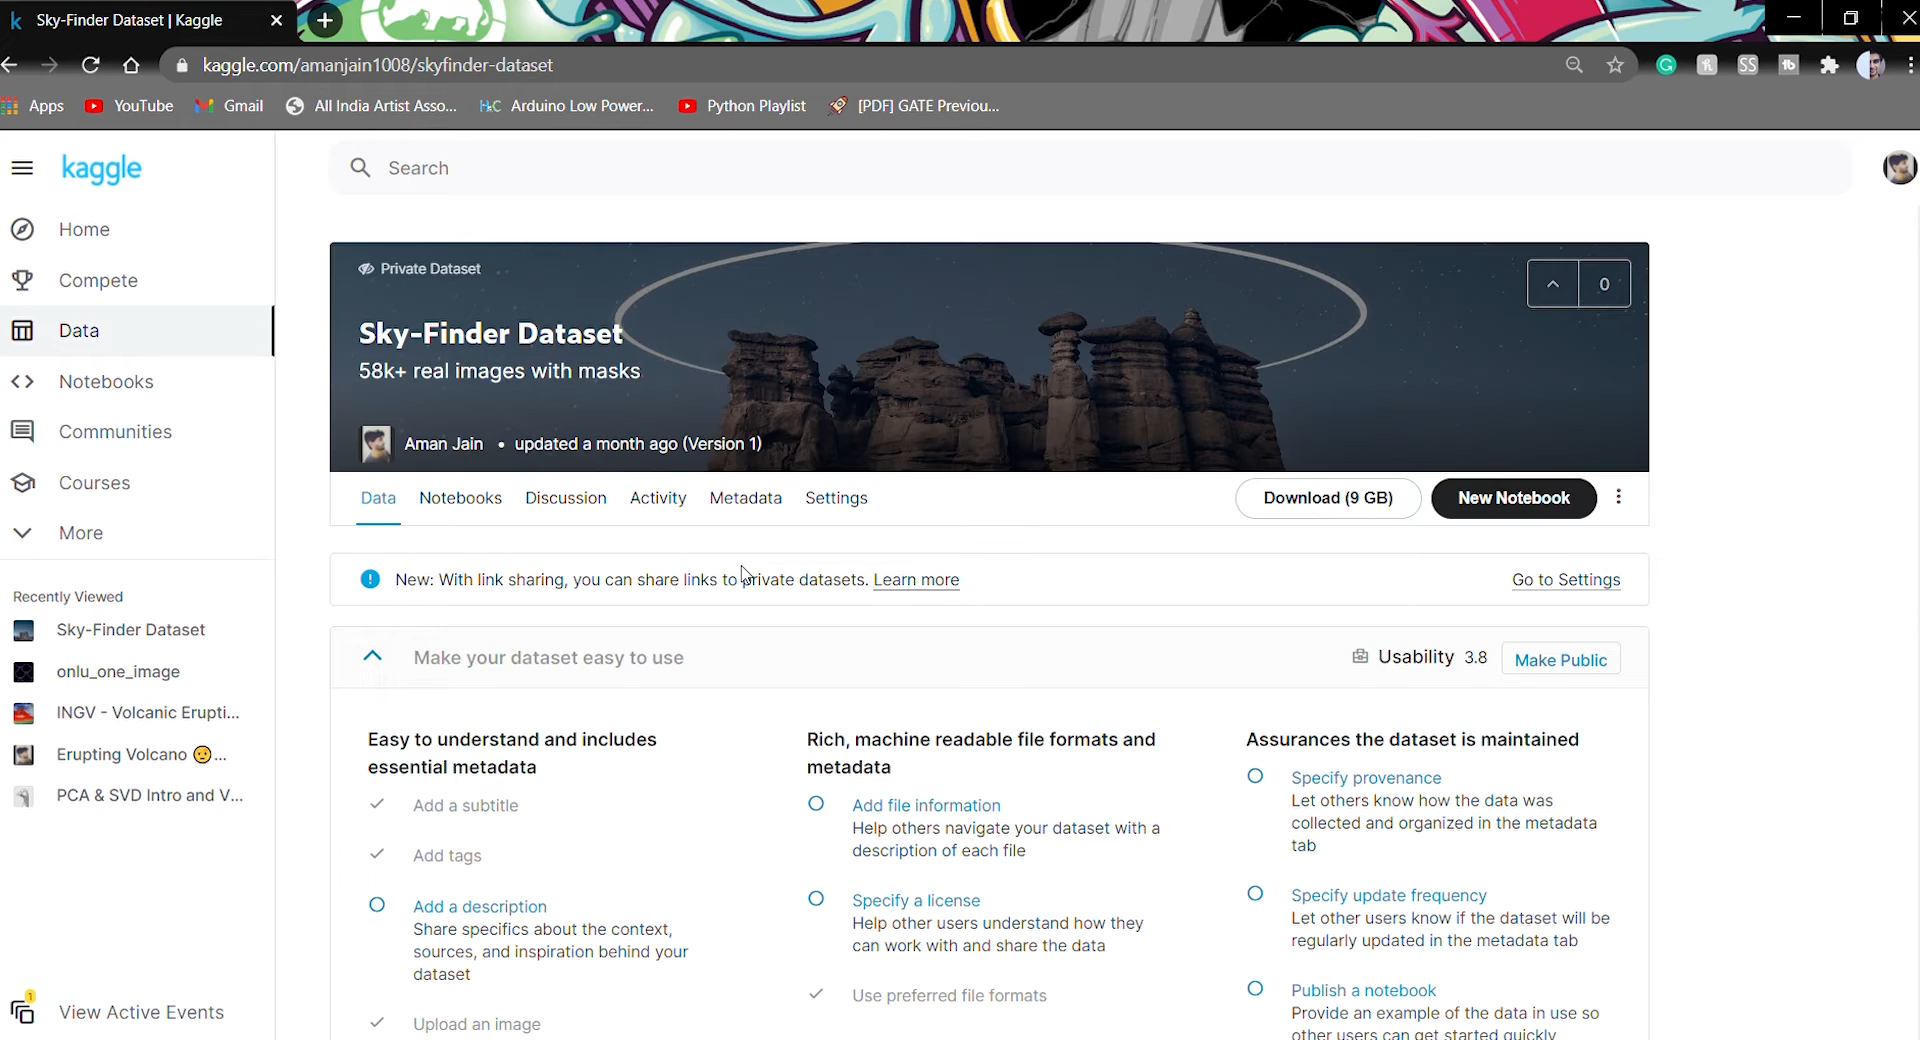 Sky-Finder Dataset | Kaggle
kaggle.com/amanjain1008/skyfinder-dataset
Apps
YouTube
Gmail
All India Artist Asso...
Arduino Low Power...
Python Playlist
[PDF] GATE Previou...
kaggle
Search
Home
Compete
Data
Notebooks
Communities
Courses
More
Recently Viewed
Sky-Finder Dataset
onlu_one_image
INGV - Volcanic Erupti...
Erupting Volcano 🤨...
PCA & SVD Intro and V...
1
View Active Events
Private Dataset
0
Sky-Finder Dataset
58k+ real images with masks
Aman Jain • updated a month ago (Version 1)
Data Notebooks Discussion Activity Metadata Settings
Download (9 GB)
New Notebook
New: With link sharing, you can share links to private datasets. Learn more
Go to Settings
Make your dataset easy to use
Usability 3.8
Make Public
Easy to understand and includes
essential metadata
Add a subtitle
Add tags
Add a description
Share specifics about the context,
sources, and inspiration behind your
dataset
Upload an image
Rich, machine readable file formats and
metadata
Add file information
Help others navigate your dataset with a
description of each file
Specify a license
Help other users understand how they
can work with and share the data
Use preferred file formats
Assurances the dataset is maintained
Specify provenance
Let others know how the data was
collected and organized in the metadata
tab
Specify update frequency
Let other users know if the dataset will be
regularly updated in the metadata tab
Publish a notebook
Provide an example of the data in use so
other users can get started quickly